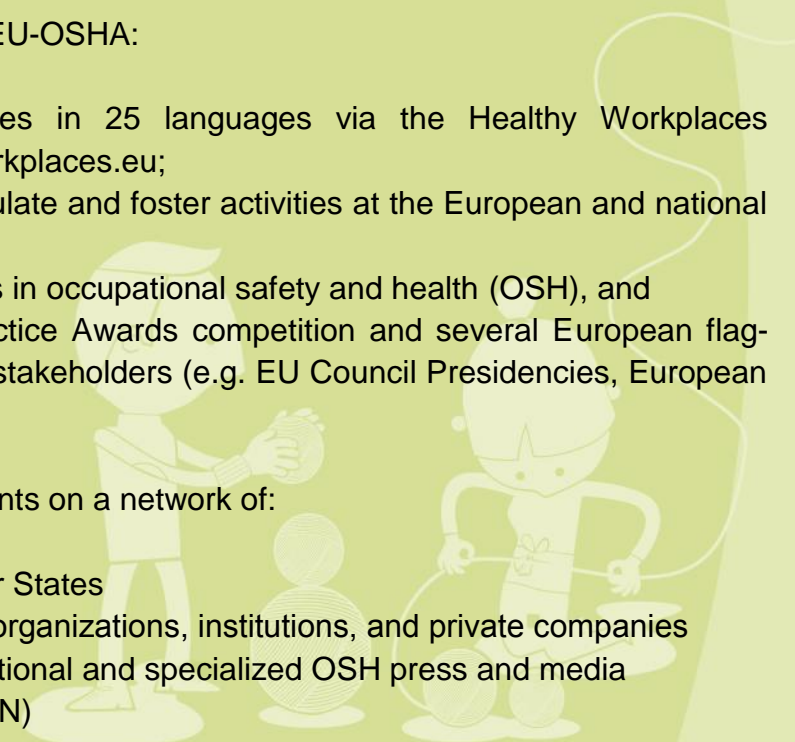 EU-OSHA:
es in 25 languages via the Healthy Workplaces
rkplaces.eu;
ulate and foster activities at the European and national
s in occupational safety and health (OSH), and
ctice Awards competition and several European flag-
stakeholders (e.g. EU Council Presidencies, European
nts on a network of:
r States
organizations, institutions, and private companies
tional and specialized OSH press and media
N)